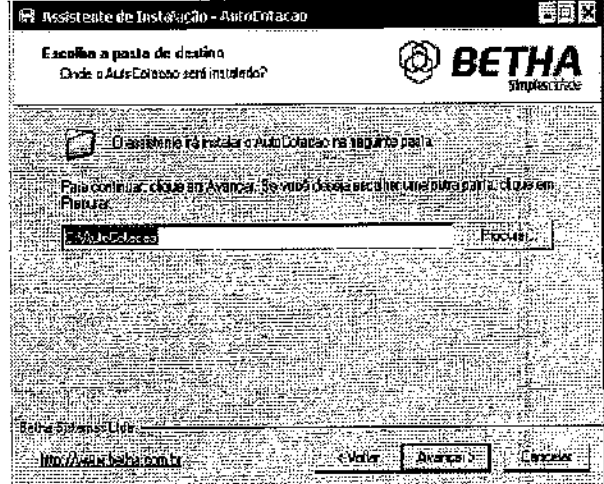 Assistente de Instalação - AutoCotacao
Escolha a pasta de destino
Onde o AutoCotacao será instalado?
BETHA
Simples
O assistente irá instalar o AutoCotacao na seguinte pasta.
Para continuar, clique em Avançar. Se você deseja escolher uma outra pasta, clique em
Procurar.
C:\AutoCotacao
Procurar...
Betha Sistemas Ltda
http://www.betha.com.br
< Voltar
Avançar >
Cancelar